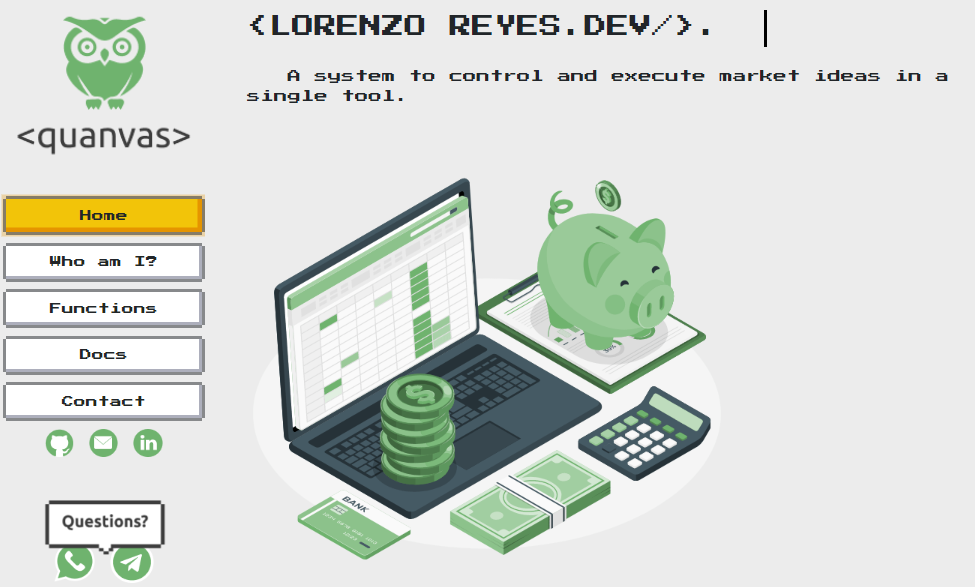 <quanvas>
Home
Who am I?
Functions
Docs
Contact
Questions?
<LORENZO REYES.DEV/>.
A system to control and execute market ideas in a
single tool.
BANK